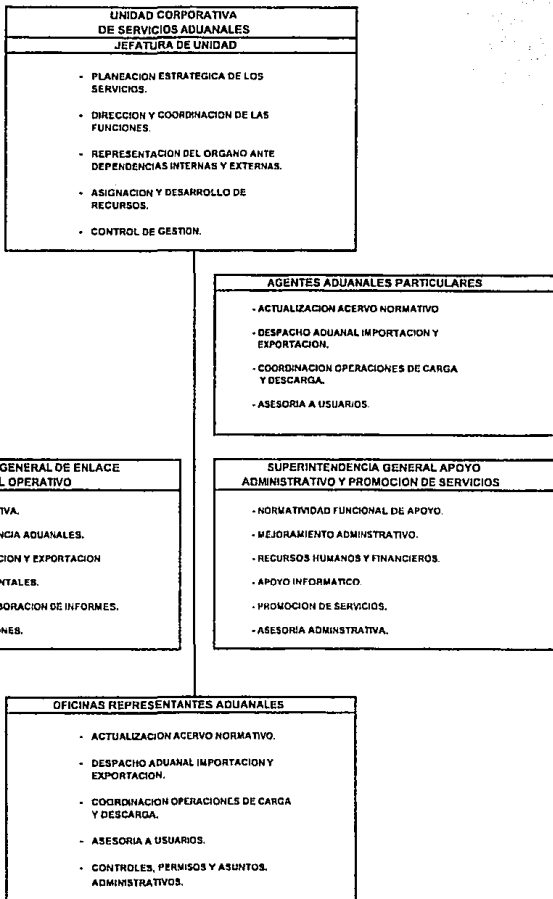 UNIDAD CORPORATIVA
DE SERVICIOS ADUANALES
JEFATURA DE UNIDAD
- PLANEACION ESTRATEGICA DE LOS
SERVICIOS.
- DIRECCION Y COORDINACION DE LAS
FUNCIONES.
- REPRESENTACION DEL ORGANO ANTE
DEPENDENCIAS INTERNAS Y EXTERNAS.
- ASIGNACION Y DESARROLLO DE
RECURSOS.
- CONTROL DE GESTION.
AGENTES ADUANALES PARTICULARES
- ACTUALIZACION ACERVO NORMATIVO
- DESPACHO ADUANAL IMPORTACION Y
EXPORTACION.
- COORDINACION OPERACIONES DE CARGA
Y DESCARGA.
- ASESORIA A USUARIOS.
GENERAL DE ENLACE
L OPERATIVO
TIVA.
NCIA ADUANALES.
CION Y EXPORTACION
NTALES.
BORACION DE INFORMES.
NES.
SUPERINTENDENCIA GENERAL APOYO
ADMINISTRATIVO Y PROMOCION DE SERVICIOS
- NORMATIVIDAD FUNCIONAL DE APOYO.
- MEJORAMIENTO ADMINSTRATIVO.
- RECURSOS HUMANOS Y FINANCIEROS.
- APOYO INFORMATICO.
- PROMOCION DE SERVICIOS.
- ASESORIA ADMINSTRATIVA.
OFICINAS REPRESENTANTES ADUANALES
- ACTUALIZACION ACERVO NORMATIVO.
- DESPACHO ADUANAL IMPORTACION Y
EXPORTACION.
- COORDINACION OPERACIONES DE CARGA
Y DESCARGA.
- ASESORIA A USUARIOS.
- CONTROLES, PERMISOS Y ASUNTOS.
ADMINISTRATIVOS.